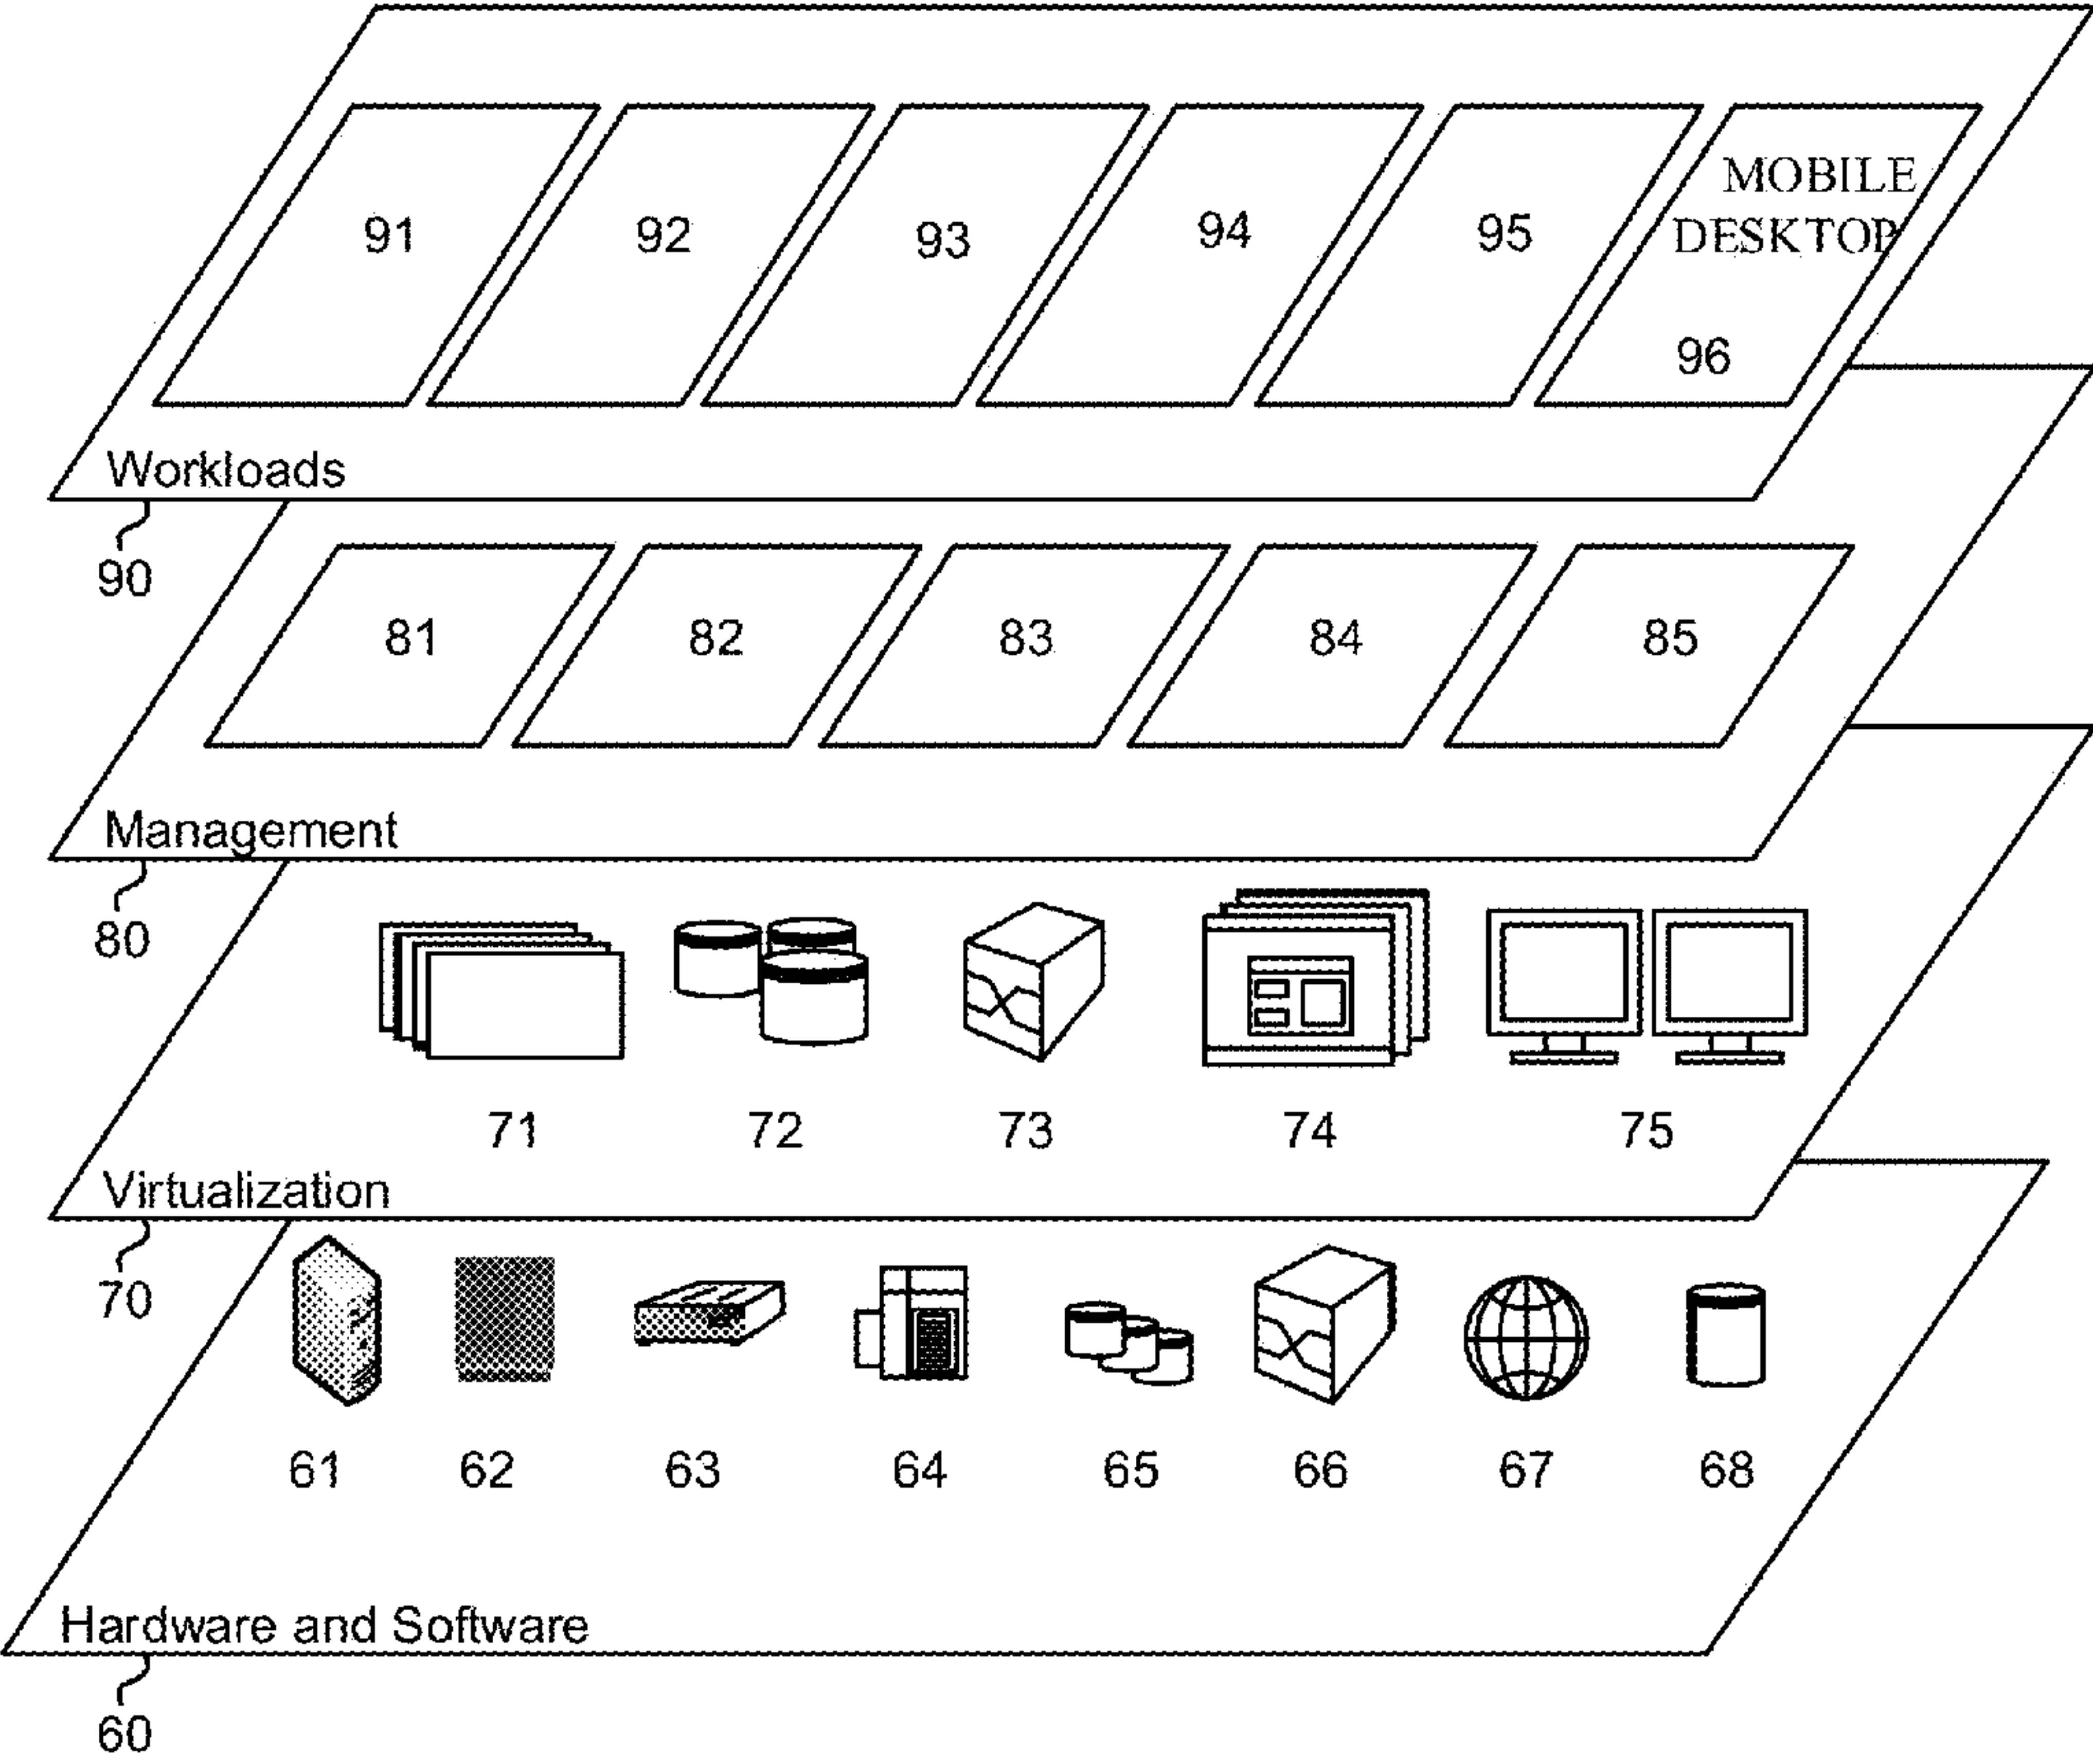 MOBILE
DESKTOP
91 92 93 94 95
96
Workloads
90
81 82 83 84 85
Management
80
71 72 73 74 75
Virtualization
70
61 62 63 64 65 66 67 68
Hardware and Software
60